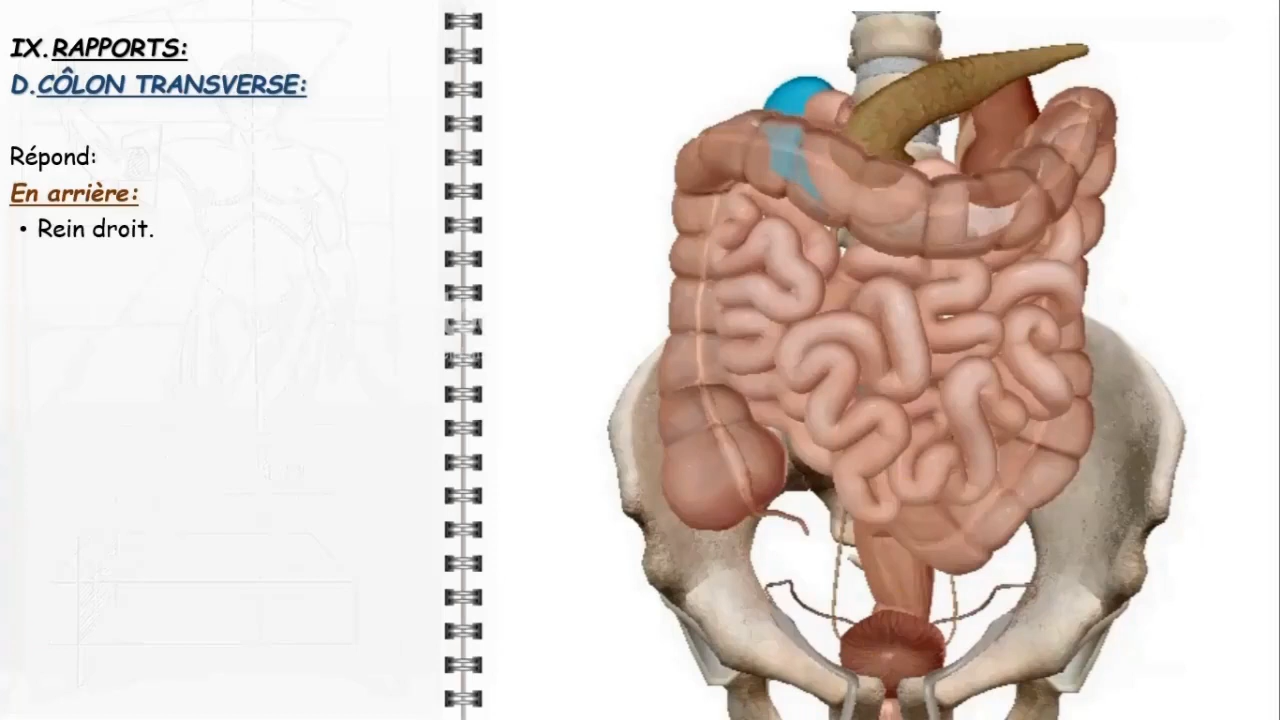 IX. RAPPORTS:
D. CÔLON TRANSVERSE:
Répond:
En arrière:
• Rein droit.